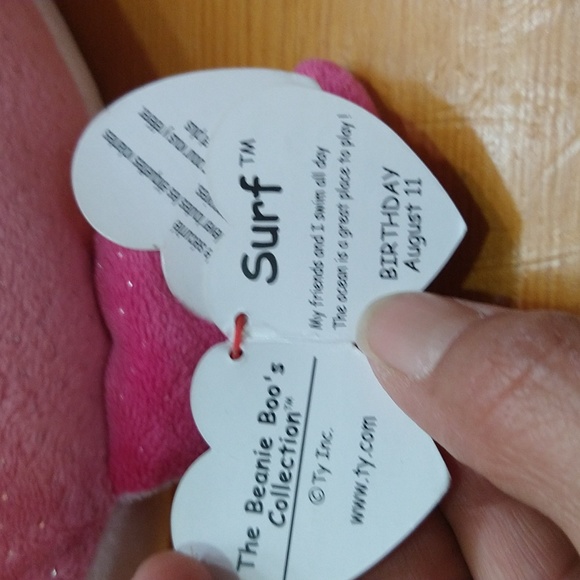 The Beanie Boo's
Collection™
© Ty Inc.
www.ty.com
Surf™
My friends and I swim all day
The ocean is a great place to play!
BIRTHDAY
August 11